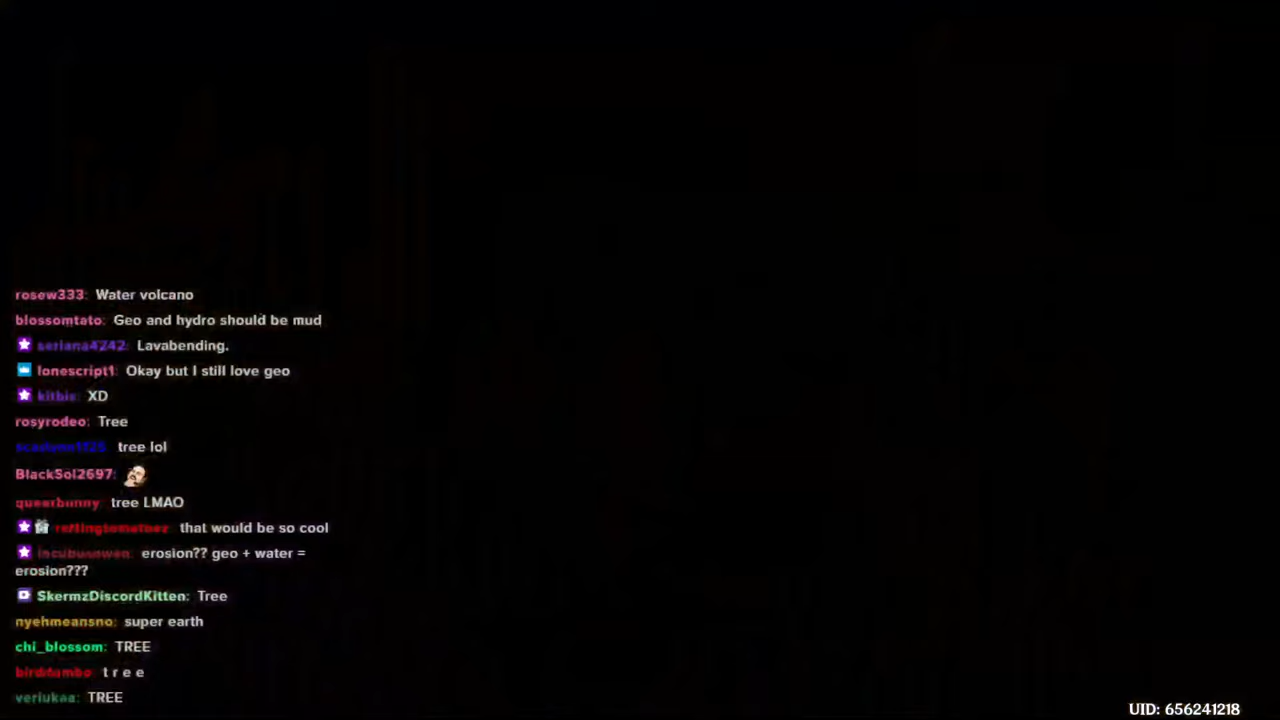 rosew333: Water volcano
blossomtato: Geo and hydro should be mud
seriana4242: Lavabending.
lonescript1: Okay but I still love geo
kitbix: XD
rosyrodeo: Tree
tree lol
BlackSol2697:
queerbunny: tree LMAO
that would be so cool
erosion?? geo + water =
erosion???
SkermzDiscordKitten: Tree
nyehmeansno: super earth
chi_blossom: TREE
t r e e
veriukaa: TREE
UID: 656241218